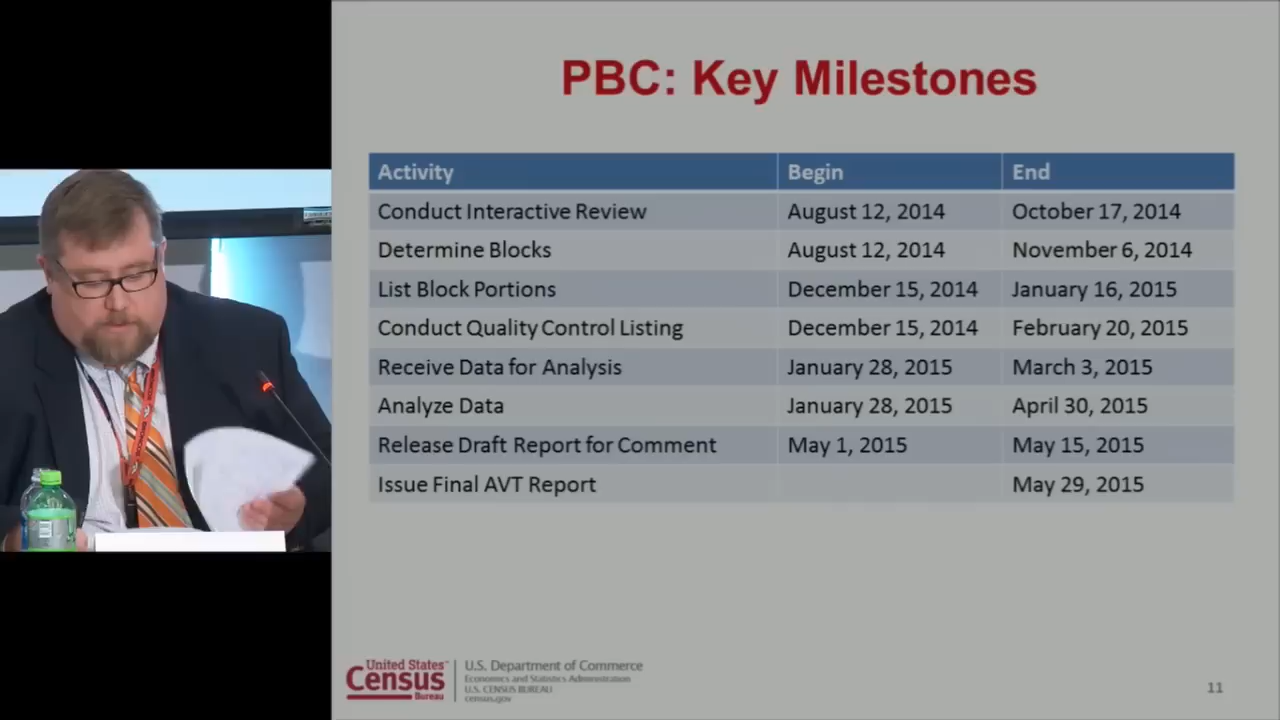 PBC: Key Milestones
Activity Begin End
Conduct Interactive Review August 12, 2014 October 17, 2014
Determine Blocks August 12, 2014 November 6, 2014
List Block Portions December 15, 2014 January 16, 2015
Conduct Quality Control Listing December 15, 2014 February 20, 2015
Receive Data for Analysis January 28, 2015 March 3, 2015
Analyze Data January 28, 2015 April 30, 2015
Release Draft Report for Comment May 1, 2015 May 15, 2015
Issue Final AVT Report May 29, 2015
United States
Census
Bureau
U.S. Department of Commerce
Economics and Statistics Administration
U.S. CENSUS BUREAU
census.gov
11